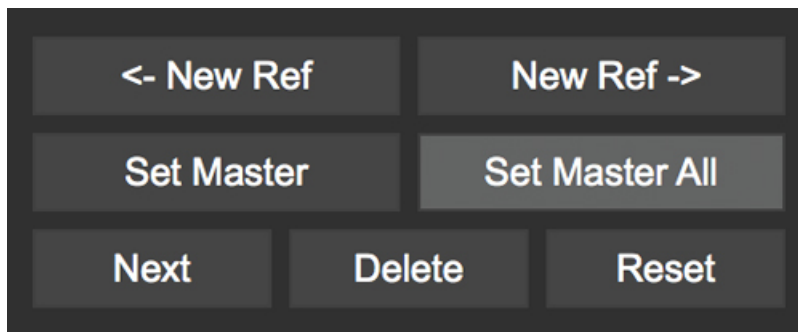 <- New Ref New Ref ->
Set Master Set Master All
Next Delete Reset